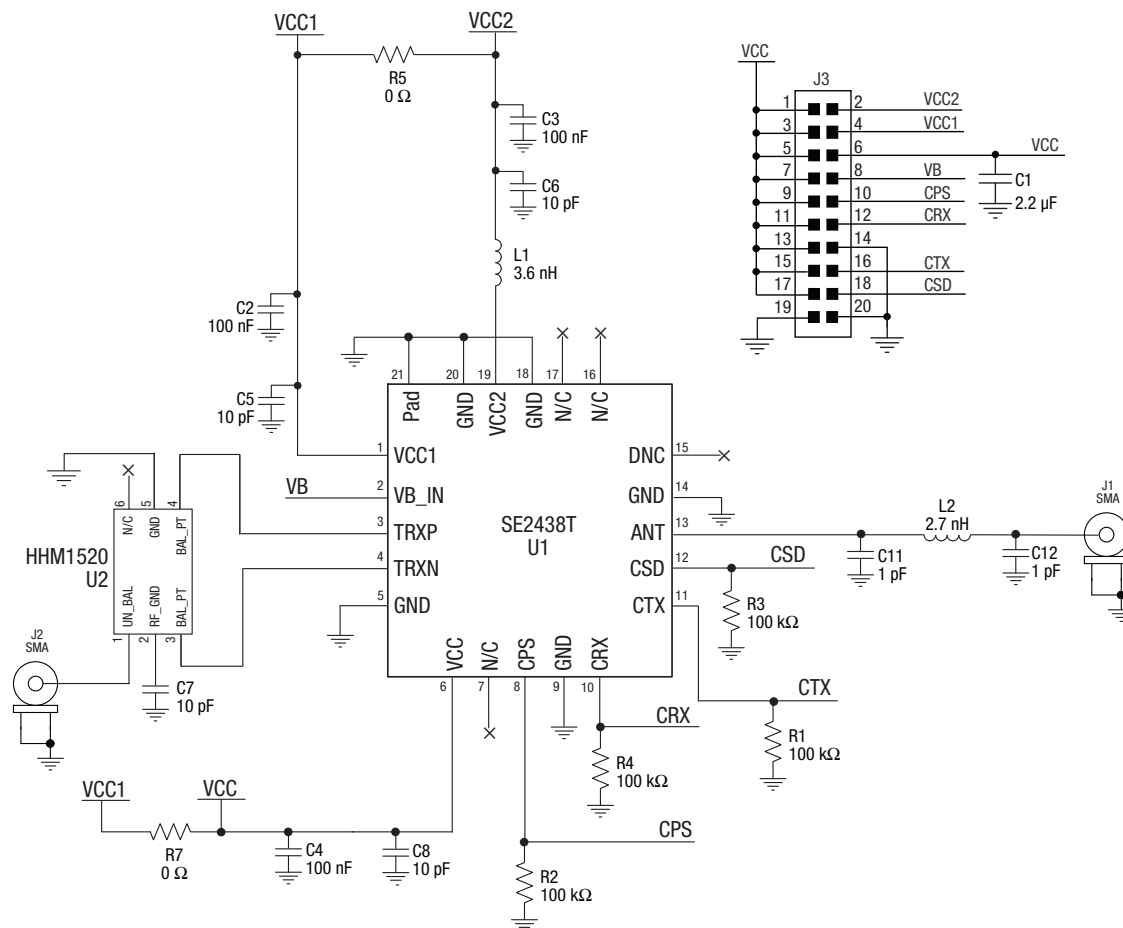 VCC1
VCC2
R5
0 Ω
C3
100 nF
C6
10 pF
L1
3.6 nH
C2
100 nF
C5
10 pF
VCC
J3
1 2 VCC2
3 4 VCC1
5 6 VCC
7 8 VB
9 10 CPS
11 12 CRX
13 14
15 16 CTX
17 18 CSD
19 20
C1
2.2 µF
21 20 19 18 17 16
Pad GND VCC2 GND N/C N/C
1 VCC1
VB 2 VB_IN
3 TRXP
4 TRXN
5 GND
SE2438T
U1
DNC 15
GND 14
ANT 13
CSD 12 CSD
CTX 11
VCC N/C CPS GND CRX
6 7 8 9 10
6 5 4
N/C GND BAL_PT
HHM1520
U2
UN_BAL RF_GND BAL_PT
1 2 3
J2
SMA
C7
10 pF
L2
2.7 nH
C11
1 pF
C12
1 pF
J1
SMA
R3
100 kΩ
CTX
R1
100 kΩ
CRX
R4
100 kΩ
CPS
R2
100 kΩ
VCC1
VCC
R7
0 Ω
C4
100 nF
C8
10 pF